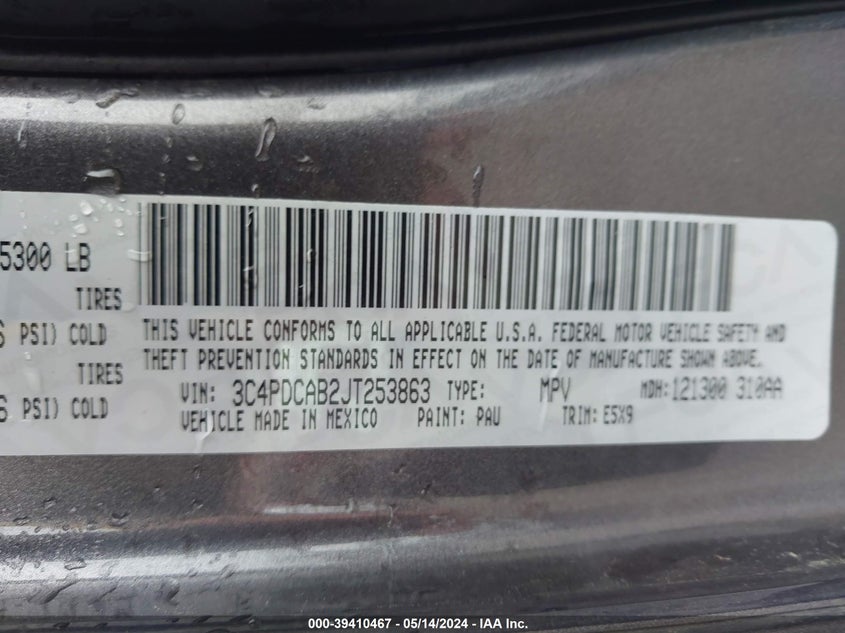 5300 LB
TIRES
PSI) COLD
THIS VEHICLE CONFORMS TO ALL APPLICABLE U.S.A. FEDERAL MOTOR VEHICLE SAFETY AND
THEFT PREVENTION STANDARDS IN EFFECT ON THE DATE OF MANUFACTURE SHOWN ABOVE.
TIRES
VIN: 3C4PDCAB2JT253863 TYPE: MPV MDH:121300 310AA
PSI) COLD
VEHICLE MADE IN MEXICO PAINT: PAU TRIM: E5X9
000-39410467 - 05/14/2024 - IAA Inc.